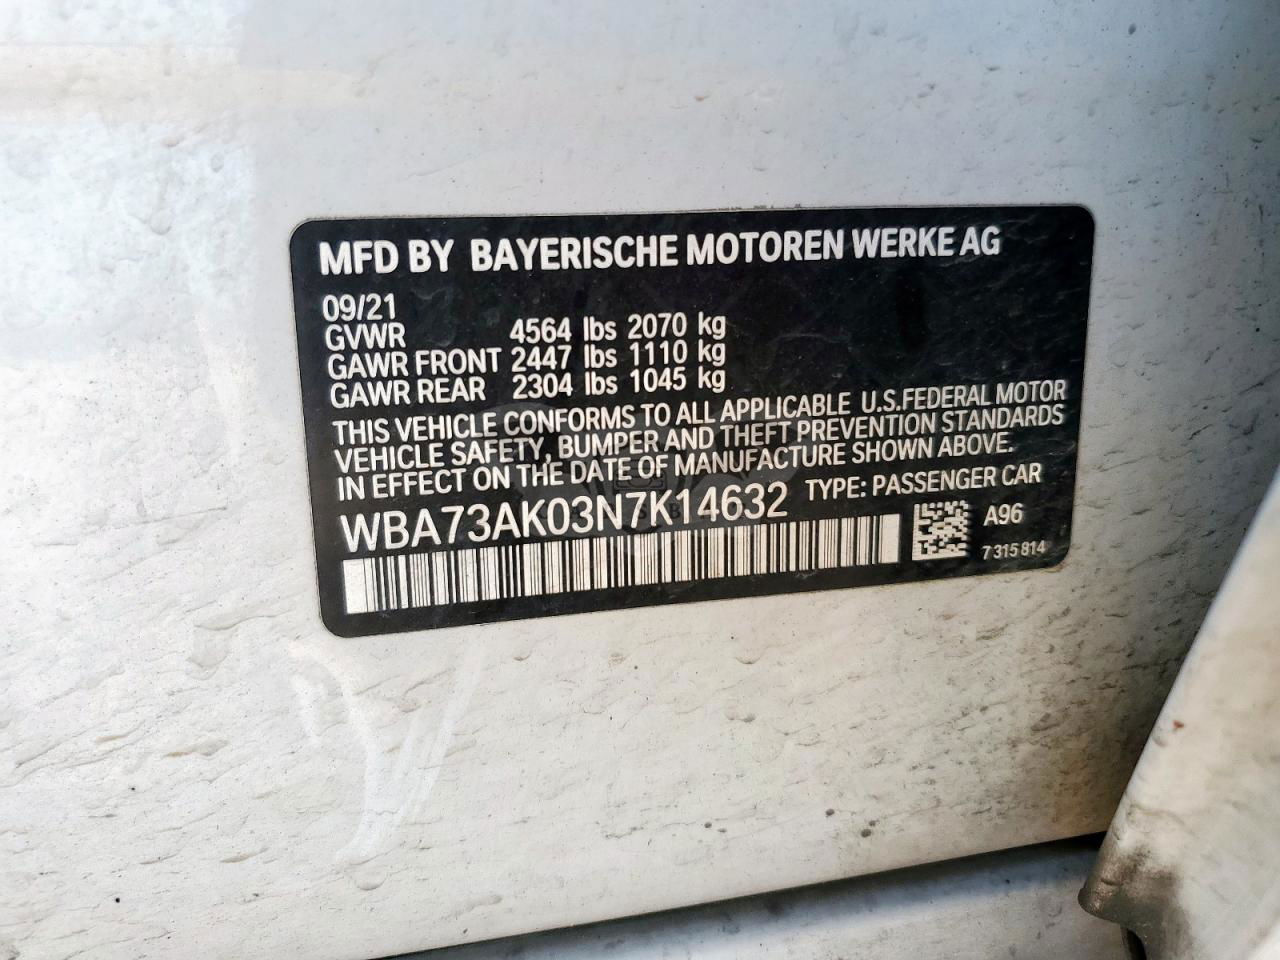 MFD BY BAYERISCHE MOTOREN WERKE AG
09/21
GVWR 4564 lbs 2070 kg
GAWR FRONT 2447 lbs 1110 kg
GAWR REAR 2304 lbs 1045 kg
THIS VEHICLE CONFORMS TO ALL APPLICABLE U.S.FEDERAL MOTOR
VEHICLE SAFETY, BUMPER AND THEFT PREVENTION STANDARDS
IN EFFECT ON THE DATE OF MANUFACTURE SHOWN ABOVE.
WBA73AK03N7K14632 TYPE: PASSENGER CAR
A96
7 315 814